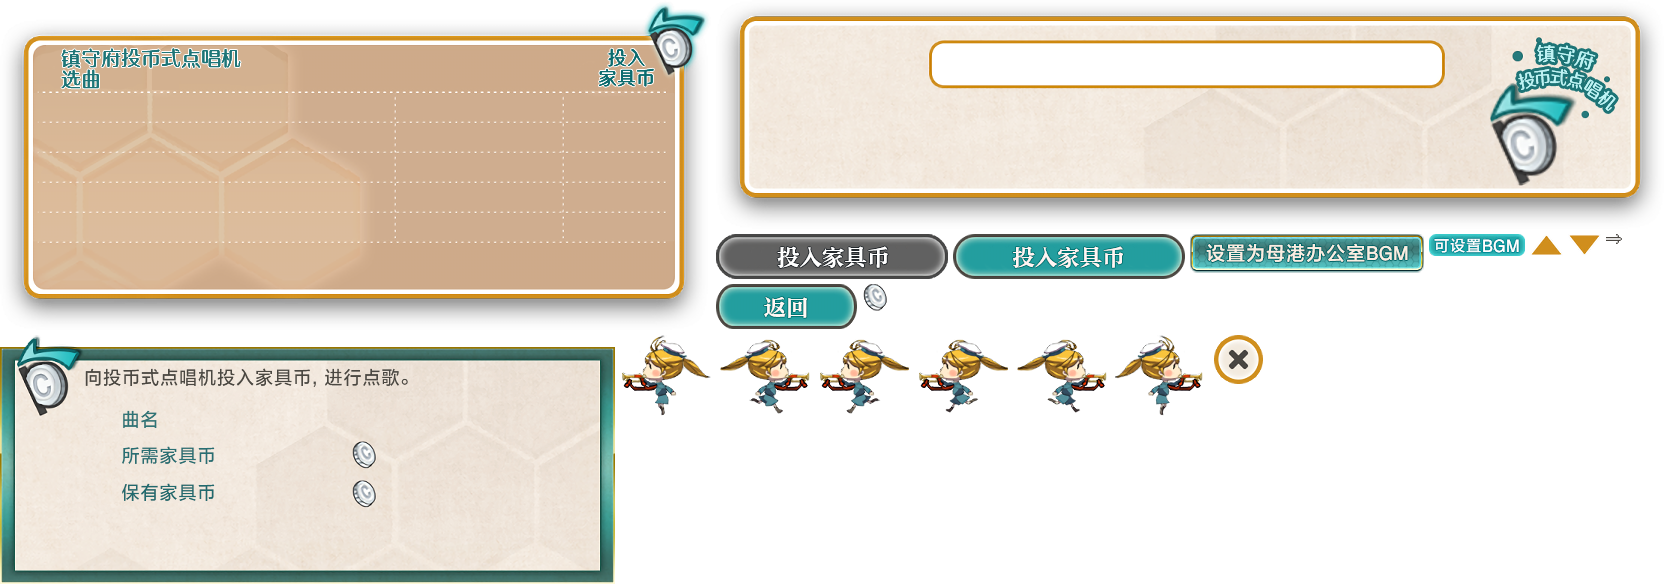 镇守府投币式点唱机
选曲
投入
家具币
镇守府
投币式点唱机
投入家具币
投入家具币
设置为母港办公室BGM
可设置BGM
返回
向投币式点唱机投入家具币, 进行点歌。
曲名
所需家具币
保有家具币